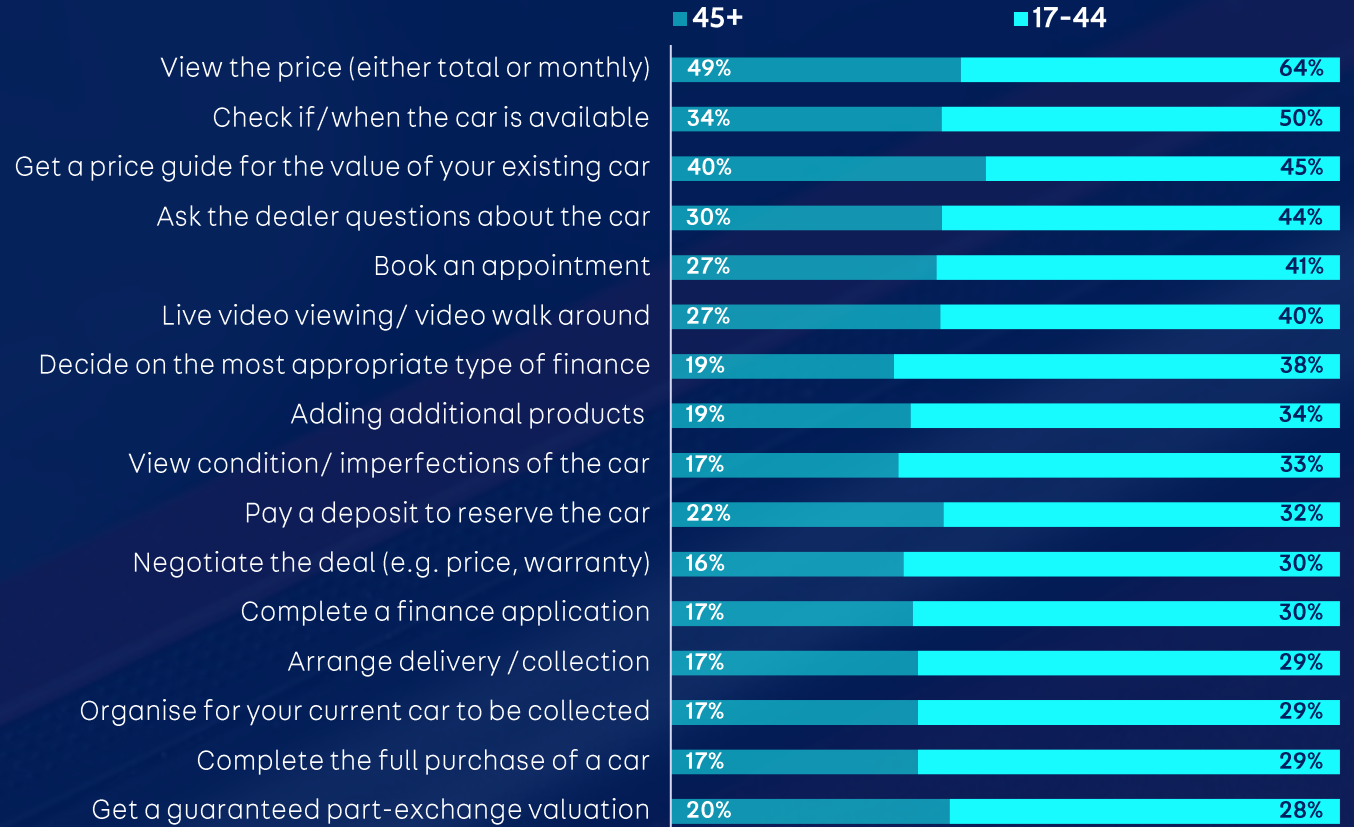 45+ 17-44
View the price (either total or monthly) 49% 64%
Check if/when the car is available 34% 50%
Get a price guide for the value of your existing car 40% 45%
Ask the dealer questions about the car 30% 44%
Book an appointment 27% 41%
Live video viewing/ video walk around 27% 40%
Decide on the most appropriate type of finance 19% 38%
Adding additional products 19% 34%
View condition/ imperfections of the car 17% 33%
Pay a deposit to reserve the car 22% 32%
Negotiate the deal (e.g. price, warranty) 16% 30%
Complete a finance application 17% 30%
Arrange delivery /collection 17% 29%
Organise for your current car to be collected 17% 29%
Complete the full purchase of a car 17% 29%
Get a guaranteed part-exchange valuation 20% 28%